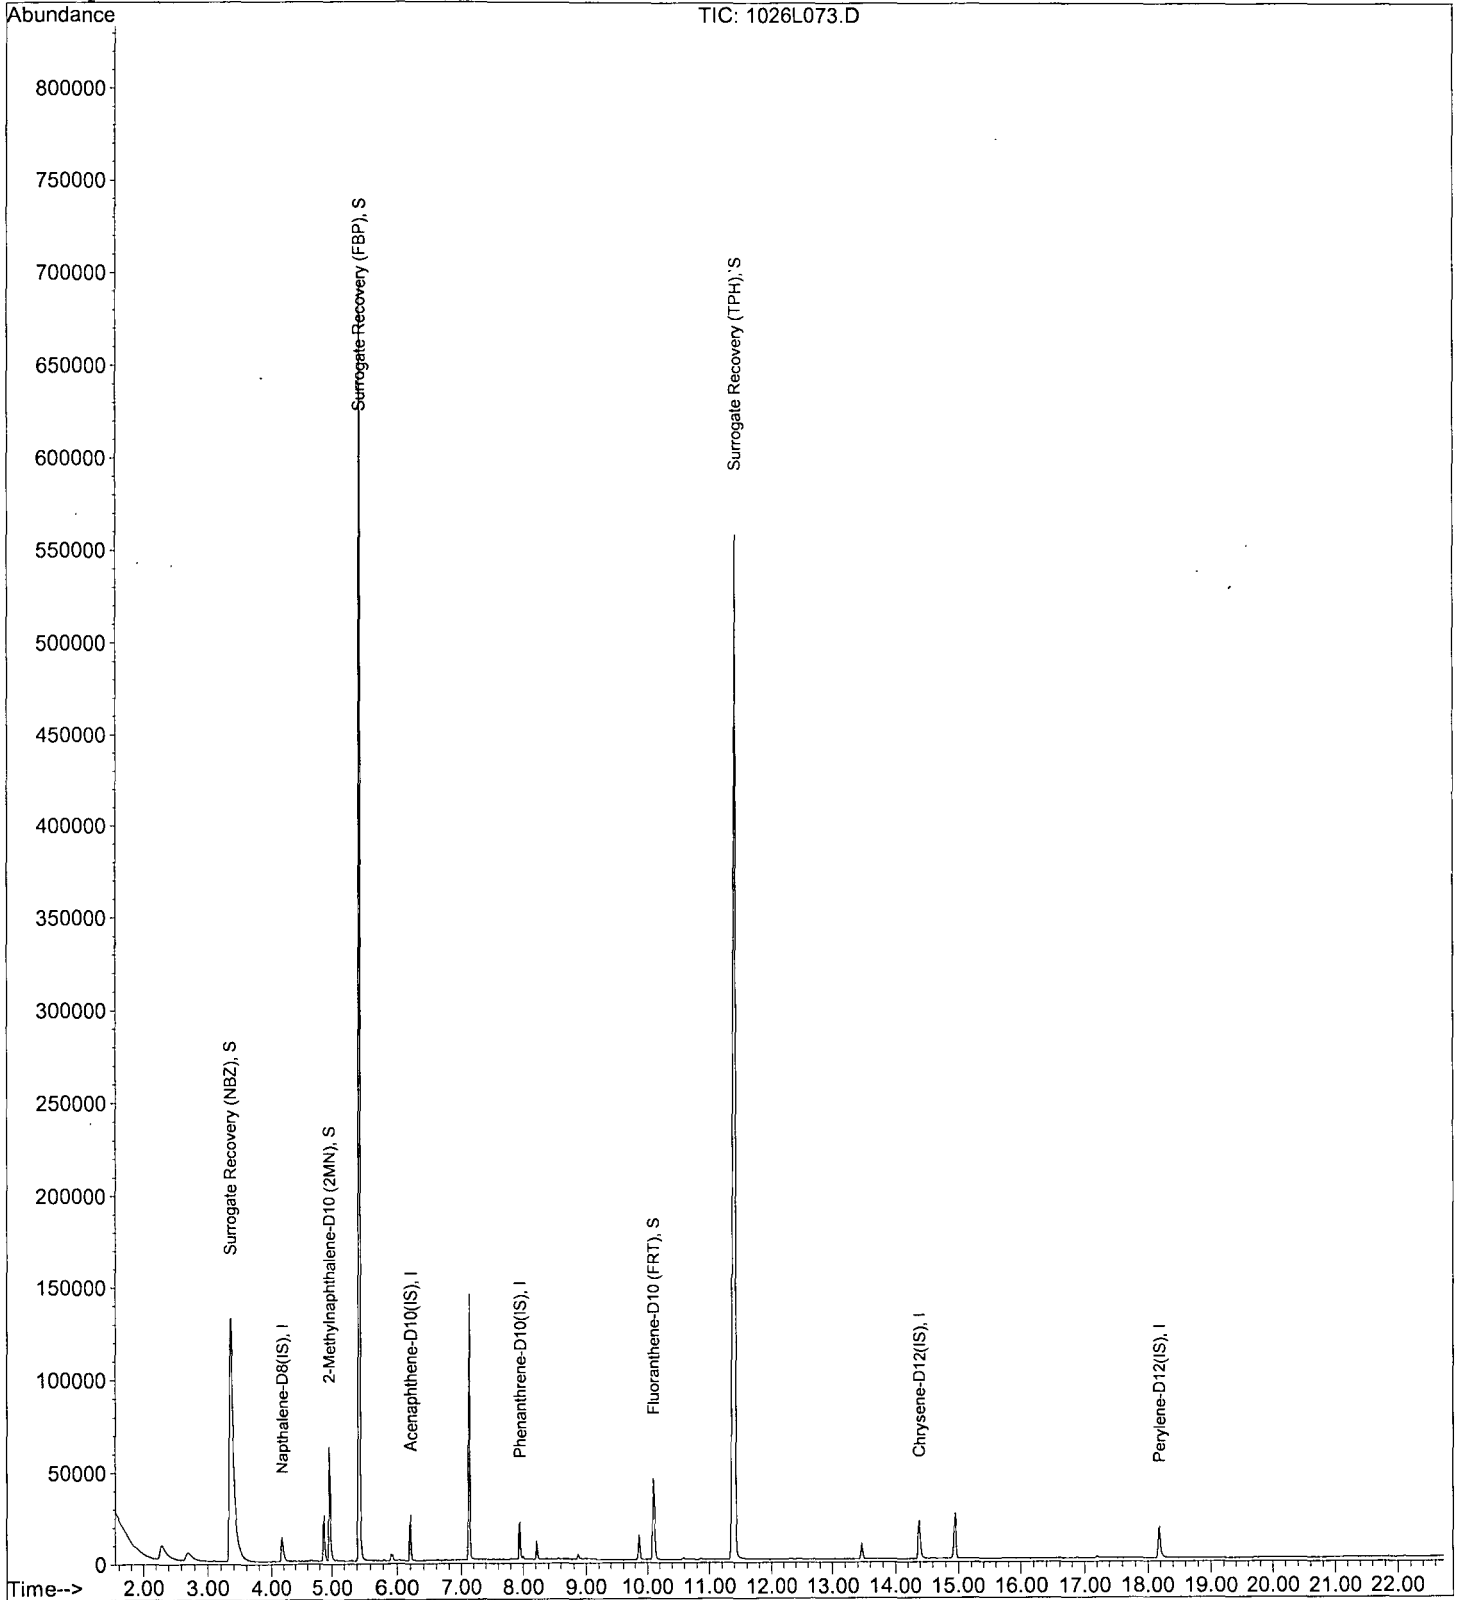 Abundance
TIC: 1026L073.D
800000
750000
700000
650000
600000
550000
500000
450000
400000
350000
300000
250000
200000
150000
100000
50000
0
Surrogate Recovery (NBZ), S
Napthalene-D8(IS), I
2-Methylnaphthalene-D10 (2MN), S
Surrogate Recovery (FBP), S
Acenaphthene-D10(IS), I
Phenanthrene-D10(IS), I
Fluoranthene-D10 (FRT), S
Surrogate Recovery (TPH), S
Chrysene-D12(IS), I
Perylene-D12(IS), I
Time--> 2.00 3.00 4.00 5.00 6.00 7.00 8.00 9.00 10.00 11.00 12.00 13.00 14.00 15.00 16.00 17.00 18.00 19.00 20.00 21.00 22.00